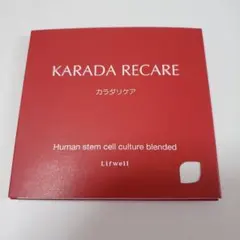 KARADA RECARE
カラダリケア
Human stem cell culture blended
Lifwell